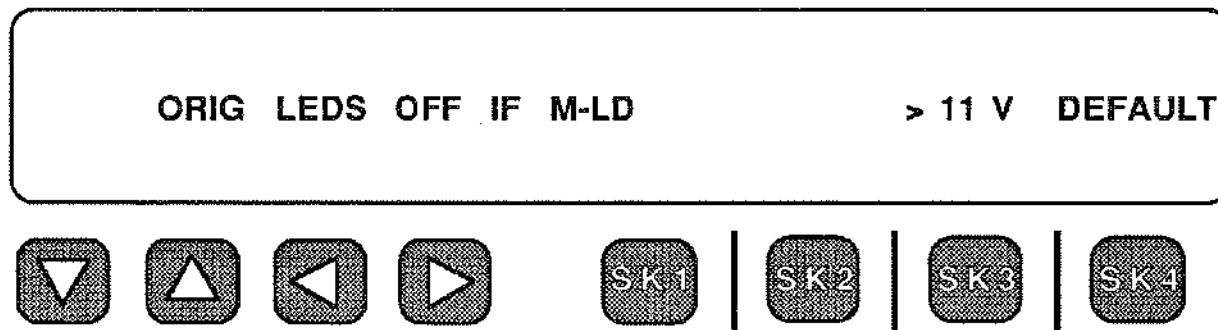 ORIG LEDS OFF IF M-LD > 11 V DEFAULT
SK1 SK2 SK3 SK4